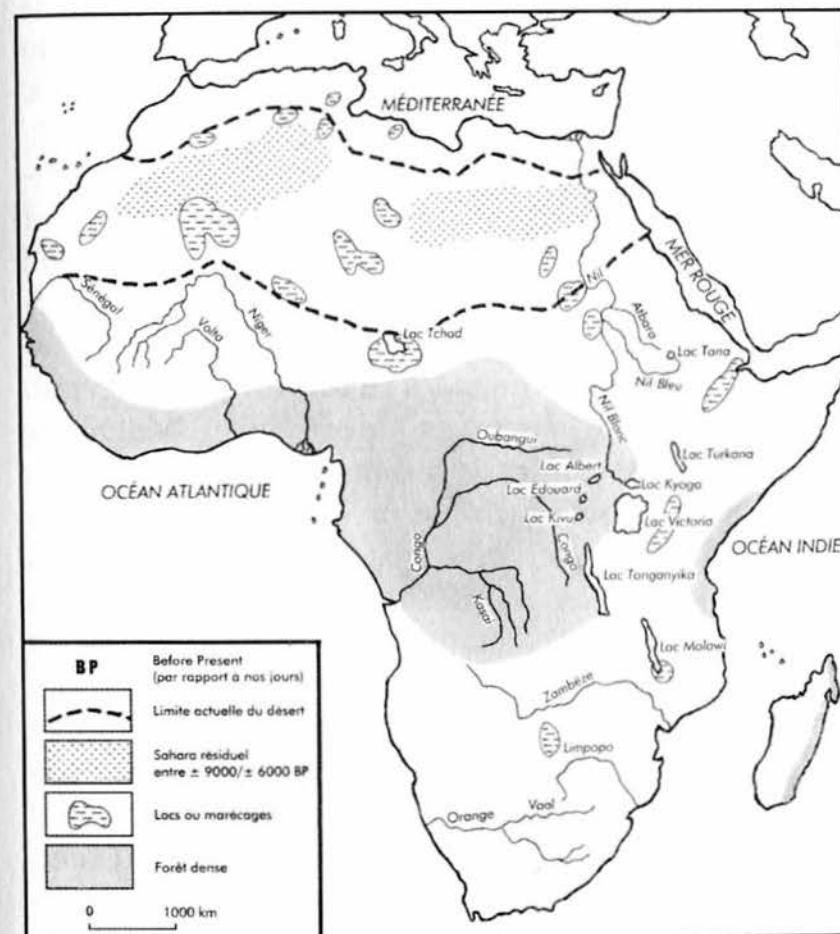 MÉDITERRANÉE
MER ROUGE
Sénégal
Volta
Niger
Lac Tchad
Nil
Atbara
Lac Tana
Nil Bleu
Nil Blanc
Oubangui
Lac Albert
Lac Turkana
Lac Édouard
Lac Kyoga
OCÉAN ATLANTIQUE
Lac Kivu
Lac Victoria
OCÉAN INDIE
Congo
Congo
Lac Tanganyika
Kasaï
Lac Malawi
Zambèze
Limpopo
Orange
Vaal
BP
Before Present
(par rapport à nos jours)
Limite actuelle du désert
Sahara résiduel
entre ± 9000/± 6000 BP
Lacs ou marécages
Forêt dense
0
1000 km